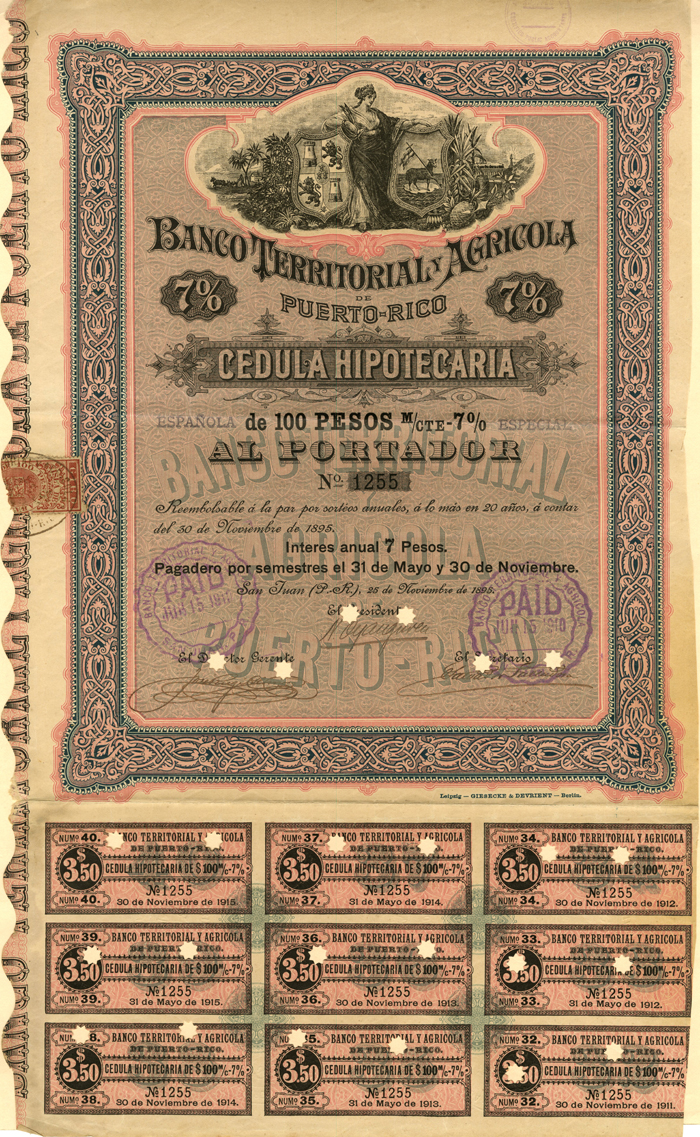 BANCO TERRITORIAL Y AGRICOLA
DE
PUERTO-RICO
7%
7%
CEDULA HIPOTECARIA
ESPAÑOLA de 100 PESOS M/CTE-7% ESPECIAL
AL PORTADOR
No. 1255
BANCO TERRITORIAL
AGRICOLA
PUERTO-RICO
Reembolsable á la par por sorteos anuales, á lo más en 20 años, á contar
del 30 de Noviembre de 1895.
Interes anual 7 Pesos.
Pagadero por semestres el 31 de Mayo y 30 de Noviembre.
San Juan (P.-R.), 25 de Noviembre de 1895.
PAID
PAID
JUN 15 1910
El
El
El
Gerente
Leipzig — GIESECKE & DEVRIENT — Berlin.
NUMo 40. NCO TERRITORIAL Y AGRICOLA
DE PUERTO-RICO.
$3.50 CEDULA HIPOTECARIA DE $ 100 m/c-7%
No 1255
NUMo 40. 30 de Noviembre de 1915.
NUMo 37. TERRITORIAL Y AGRICOLA
DE PUERTO-RICO.
$3.50 CEDULA HIPOTECARIA DE $ 100 m/c-7%
No 1255
NUMo 37. 31 de Mayo de 1914.
NUMo 34. BANCO TERRITORIAL Y AGRICOLA
$3.50 CEDULA HIPOTECARIA DE $ 100 m/c-7%
No 1255
NUMo 34. 30 de Noviembre de 1912.
NUMo 39. BANCO TERRITORIAL Y AGRICOLA
DE PUERTO-RICO.
3.50 CEDULA HIPOTECARIA DE $ 100 m/c-7%
No 1255
NUMo 39. 31 de Mayo de 1915.
NUMo 36. BANCO TERRITORIAL Y AGRICOLA
DE PUERTO
3.50 CEDULA HIPOTECARIA DE $ 100 m/c-7%
No 1255
NUMo 36. 30 de Noviembre de 1913.
NUMo 33. BANCO TERRITORIAL Y AGRICOLA
DE PUERTO-RICO.
3.50 CEDULA HIPOTECARIA DE $ 100 m/c-7%
No 1255
NUMo 33. 31 de Mayo de 1912.
8. BANCO TERRITORIAL Y AGRICOLA
DE PUERTO-RICO.
$3.50 CEDULA HIPOTECARIA DE $ 100 m/c-7%
No 1255
NUMo 38. 30 de Noviembre de 1914.
5. BANCO TERRITORIAL Y AGRICOLA
DE RICO.
$3.50 CEDULA HIPOTECARIA DE $ 100 m/c-7%
No 1255
NUMo 35. 31 de Mayo de 1913.
NUMo 32. BANCO TERRITORIAL Y AGRICOLA
DE RICO.
3.50 CEDULA HIPOTECARIA DE $ 100 m/c-7%
No 1255
NUMo 32. 30 de Noviembre de 1911.